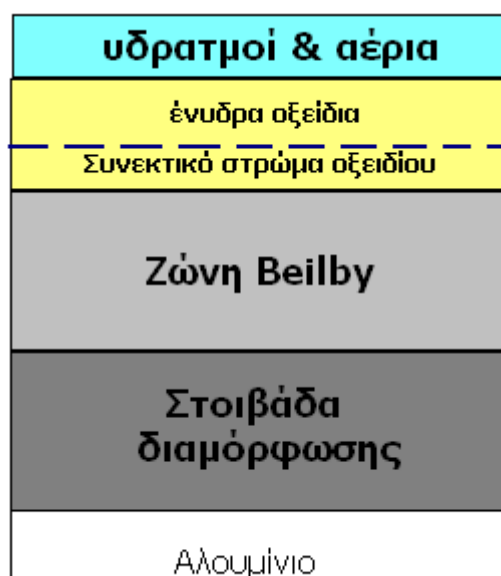 υδρατμοί & αέρια
ένυδρα οξείδια
Συνεκτικό στρώμα οξειδίου
Ζώνη Beilby
Στοιβάδα
διαμόρφωσης
Αλουμίνιο